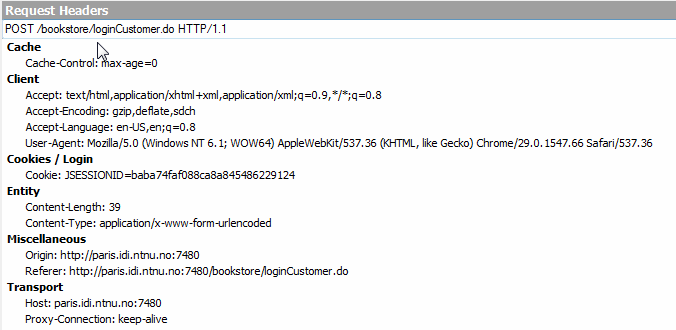 Request Headers
POST /bookstore/loginCustomer.do HTTP/1.1
Cache
Cache-Control: max-age=0
Client
Accept: text/html,application/xhtml+xml,application/xml;q=0.9,*/*;q=0.8
Accept-Encoding: gzip,deflate,sdch
Accept-Language: en-US,en;q=0.8
User-Agent: Mozilla/5.0 (Windows NT 6.1; WOW64) AppleWebKit/537.36 (KHTML, like Gecko) Chrome/29.0.1547.66 Safari/537.36
Cookies / Login
Cookie: JSESSIONID=baba74faf088ca8a845486229124
Entity
Content-Length: 39
Content-Type: application/x-www-form-urlencoded
Miscellaneous
Origin: http://paris.idi.ntnu.no:7480
Referer: http://paris.idi.ntnu.no:7480/bookstore/loginCustomer.do
Transport
Host: paris.idi.ntnu.no:7480
Proxy-Connection: keep-alive